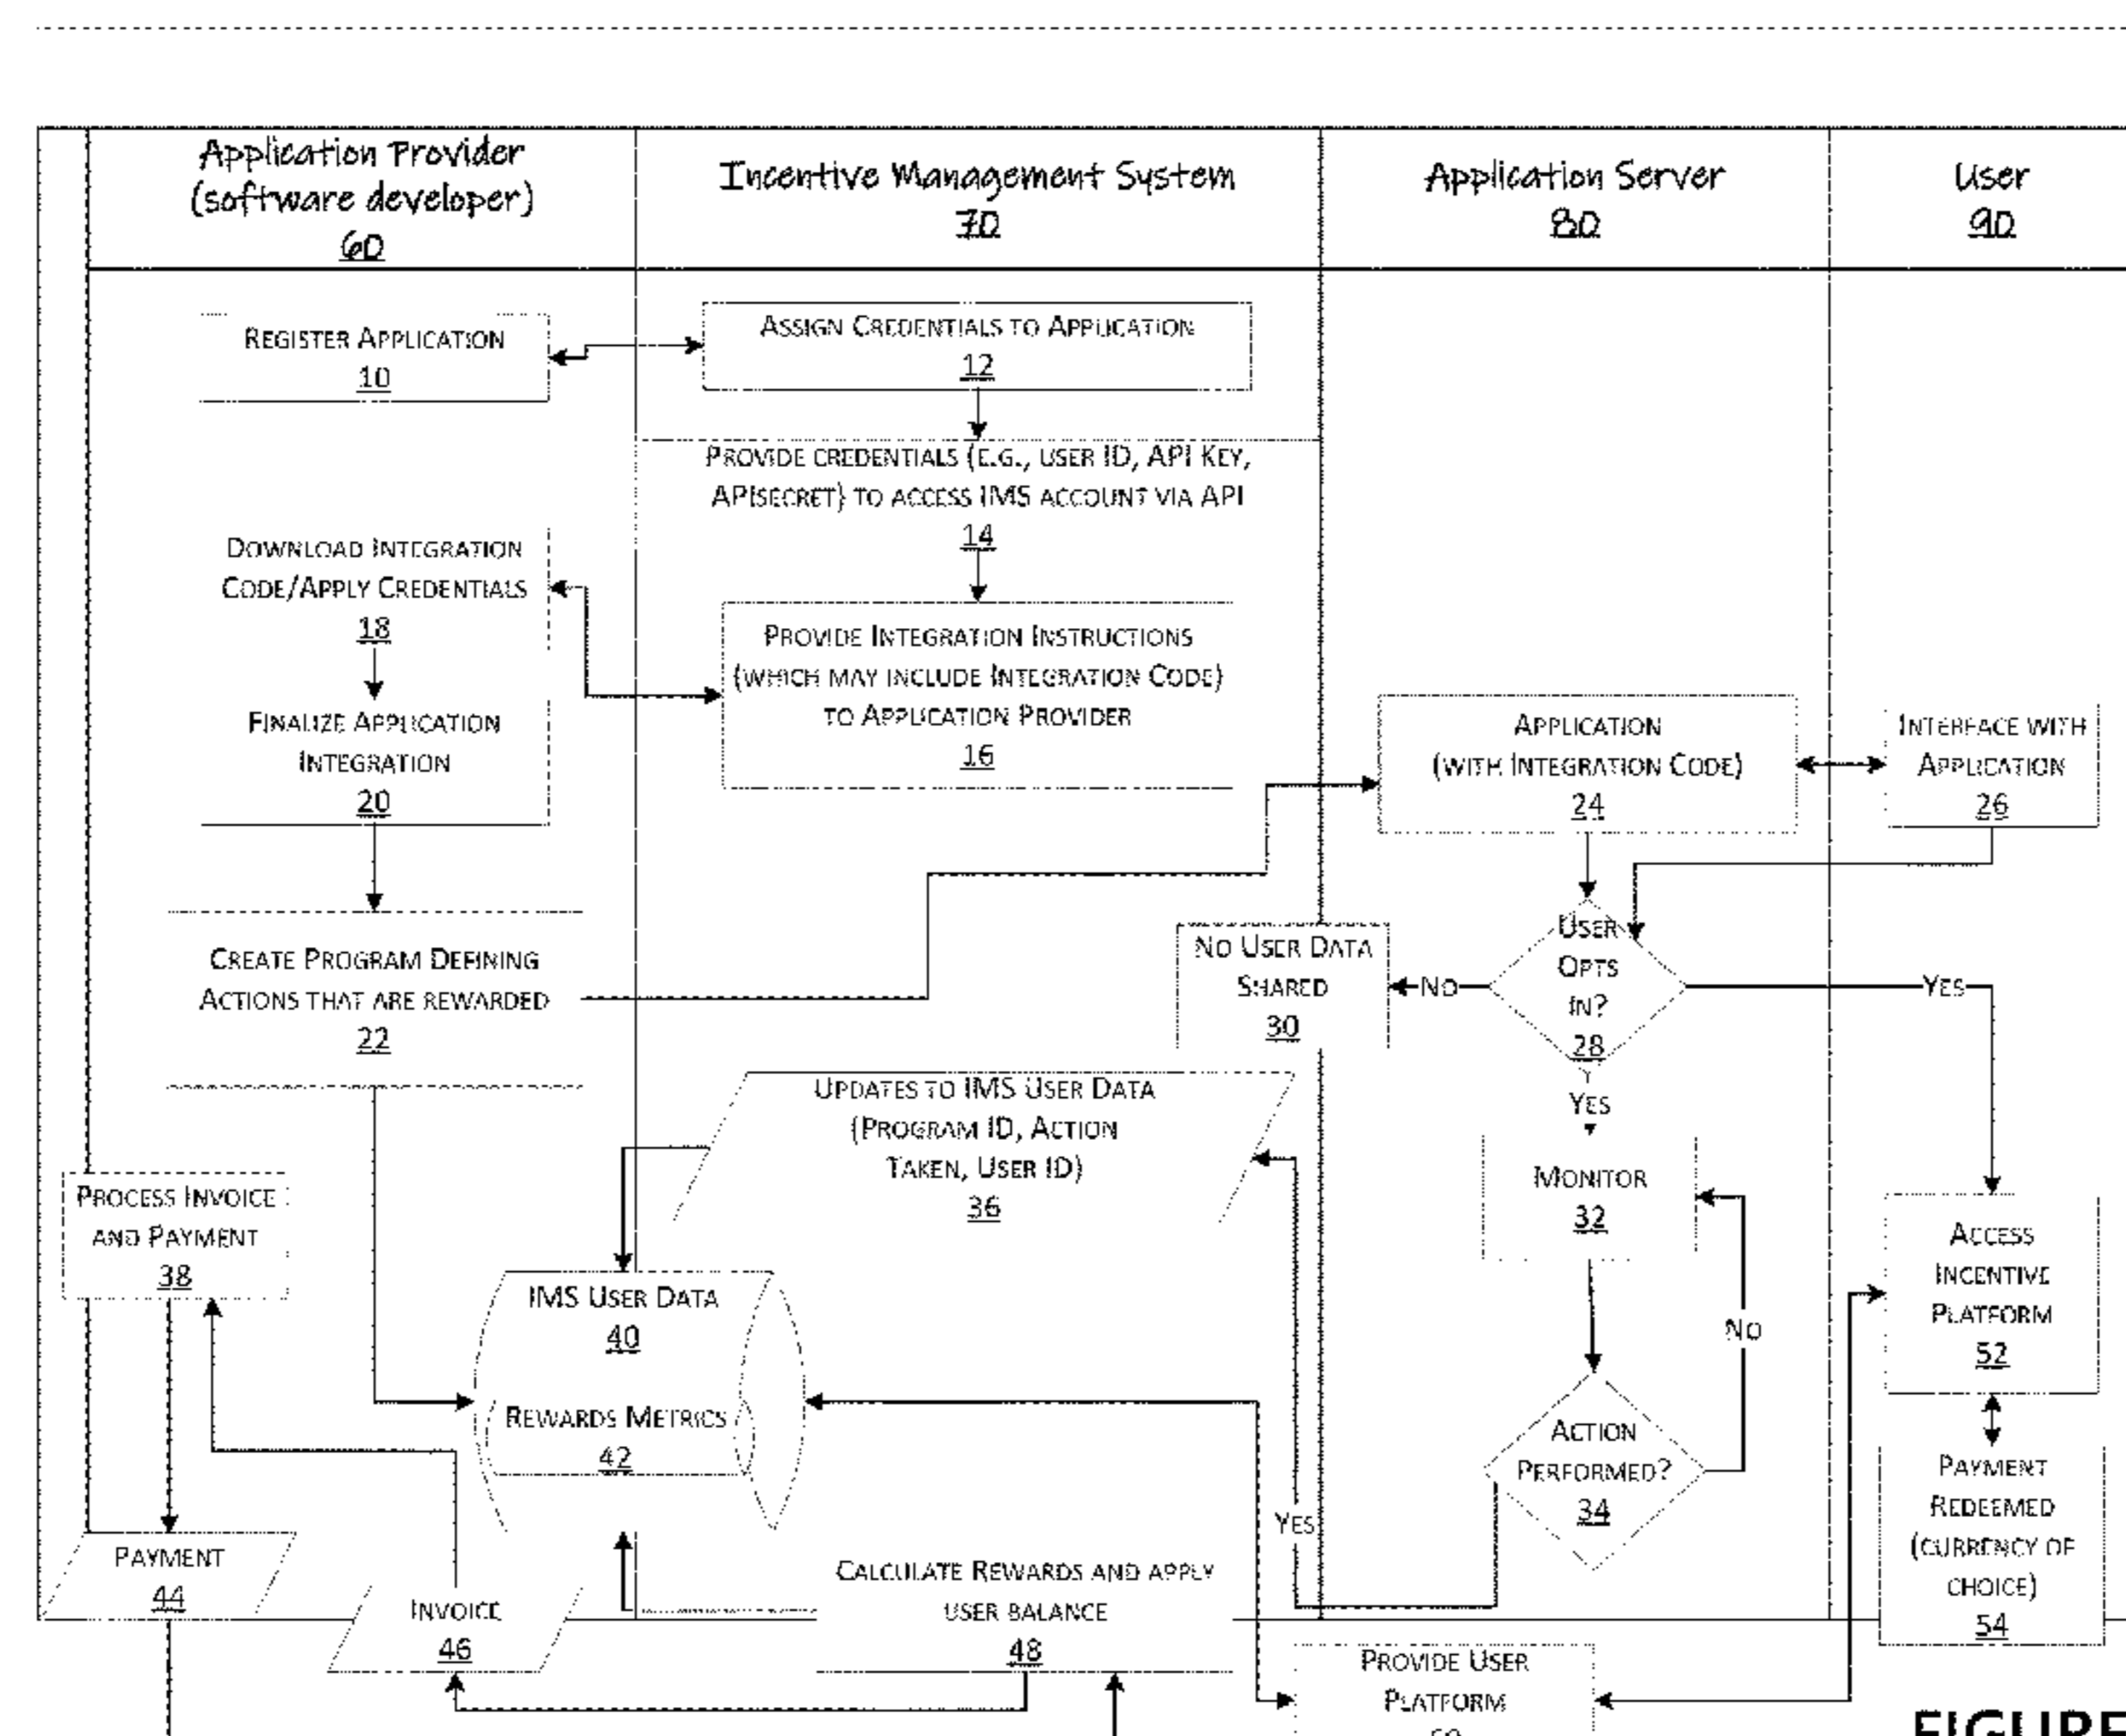 Application Provider
(software developer)
60
Incentive Management System
70
Application Server
80
User
90
REGISTER APPLICATION
10
ASSIGN CREDENTIALS TO APPLICATION
12
PROVIDE CREDENTIALS (E.G., USER ID, API KEY,
APISECRET) TO ACCESS IMS ACCOUNT VIA API
14
DOWNLOAD INTEGRATION
CODE/APPLY CREDENTIALS
18
PROVIDE INTEGRATION INSTRUCTIONS
(WHICH MAY INCLUDE INTEGRATION CODE)
TO APPLICATION PROVIDER
16
FINALIZE APPLICATION
INTEGRATION
20
APPLICATION
(WITH INTEGRATION CODE)
24
INTERFACE WITH
APPLICATION
26
CREATE PROGRAM DEFINING
ACTIONS THAT ARE REWARDED
22
NO USER DATA
SHARED
30
NO
USER
OPTS
IN?
28
YES
YES
UPDATES TO IMS USER DATA
(PROGRAM ID, ACTION
TAKEN, USER ID)
36
MONITOR
32
PROCESS INVOICE
AND PAYMENT
38
ACCESS
INCENTIVE
PLATFORM
52
IMS USER DATA
40
REWARDS METRICS
42
NO
ACTION
PERFORMED?
34
YES
PAYMENT
REDEEMED
(CURRENCY OF
CHOICE)
54
PAYMENT
44
INVOICE
46
CALCULATE REWARDS AND APPLY
USER BALANCE
48
PROVIDE USER
PLATFORM
FIGURE